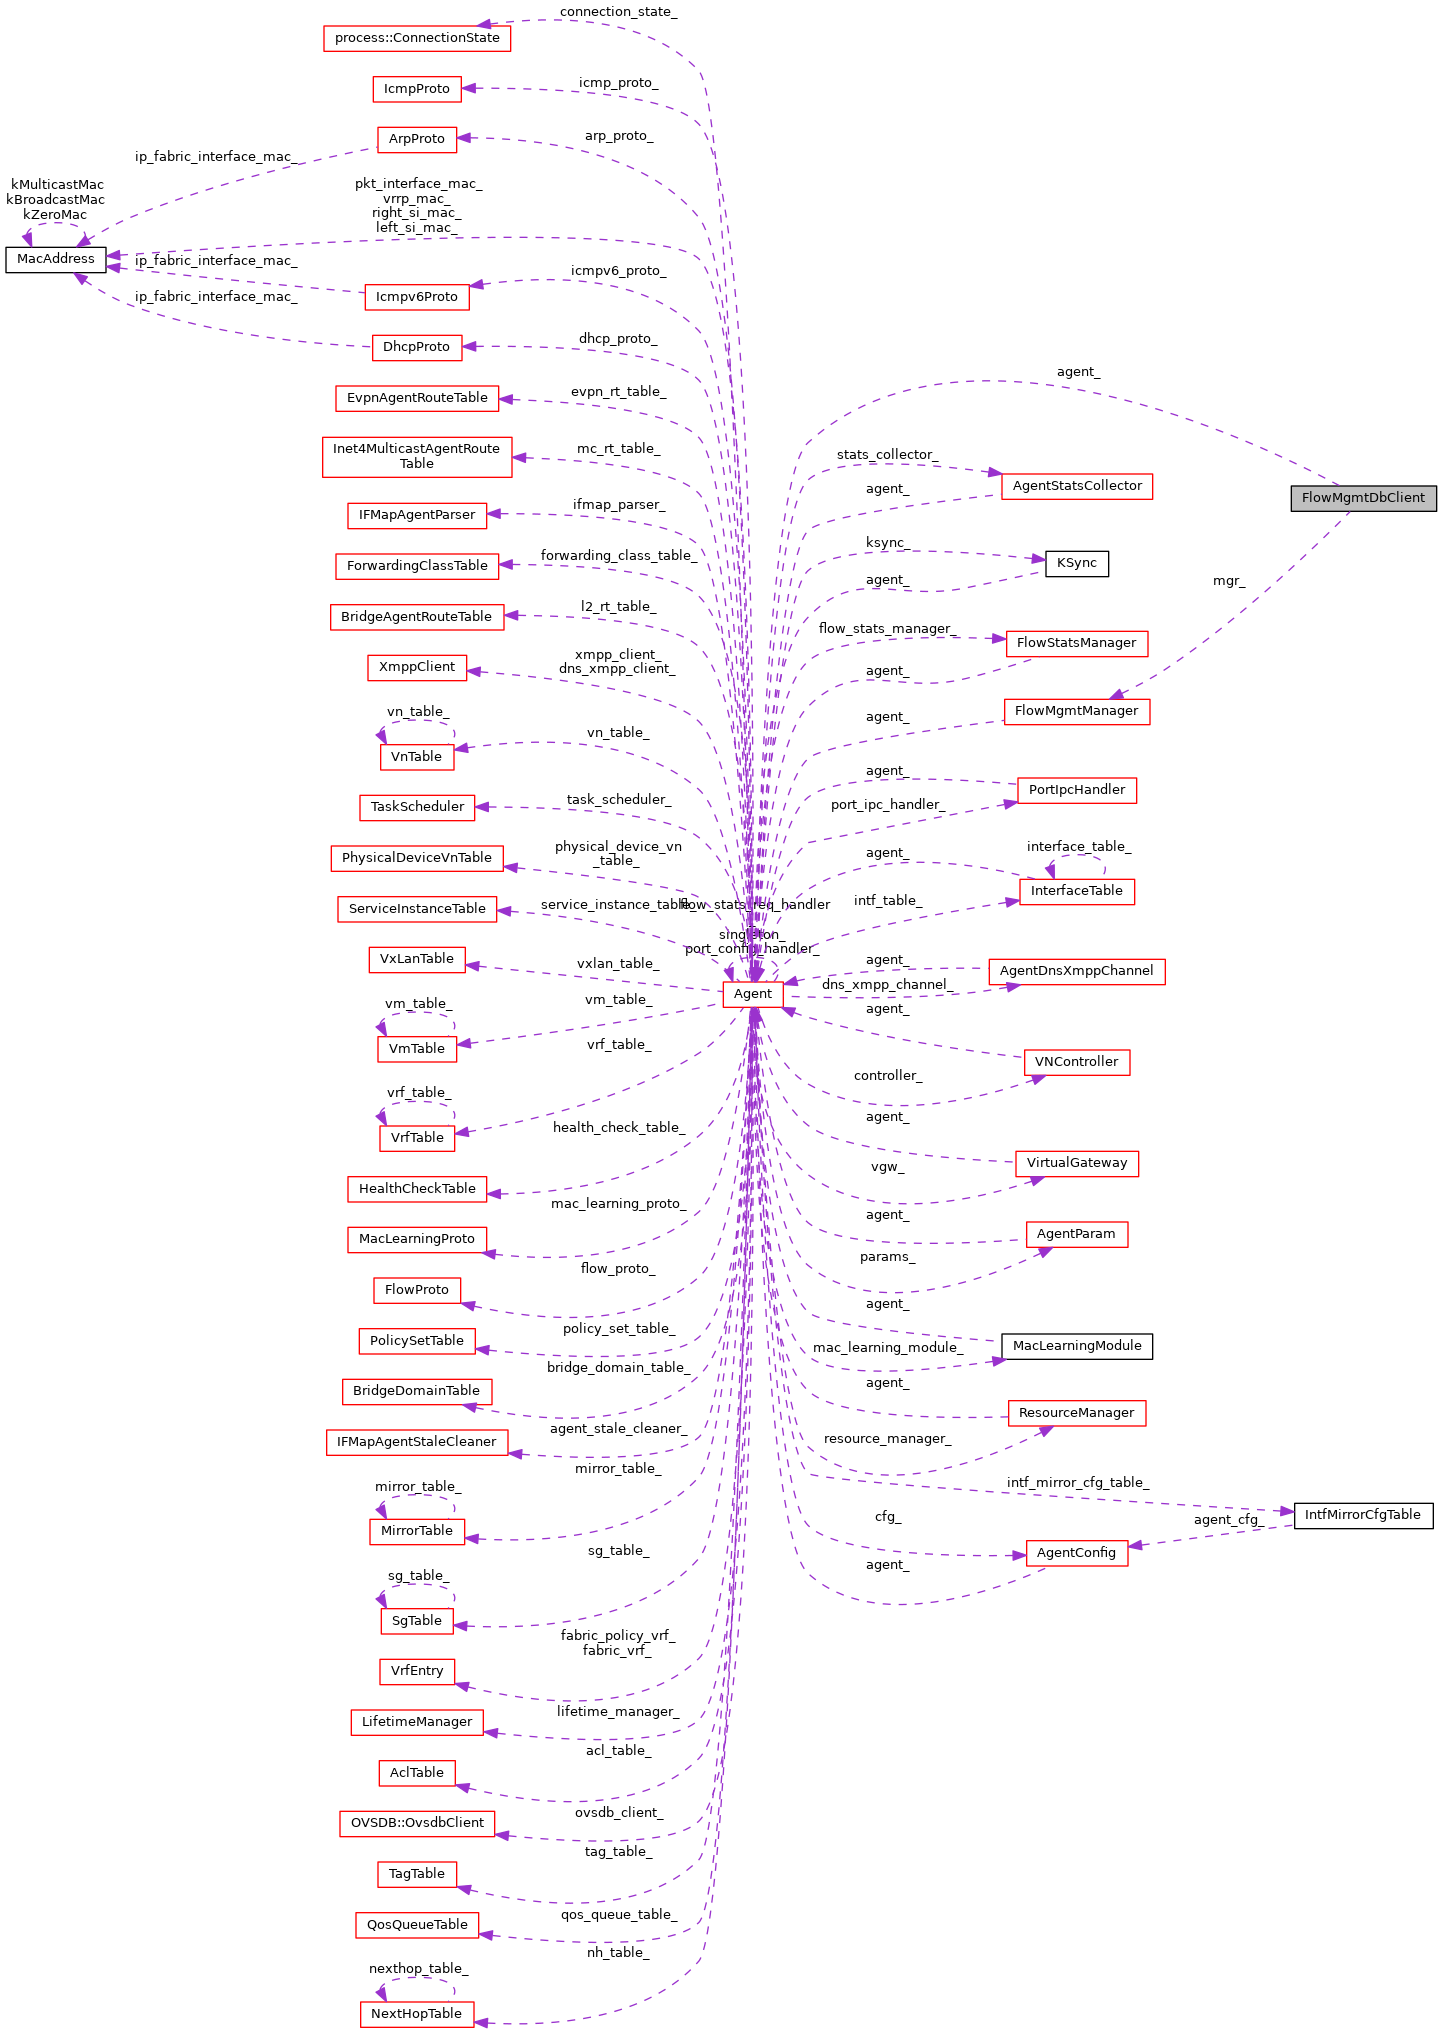 connection_state_
process::ConnectionState
icmp_proto_
IcmpProto
arp_proto_
ArpProto
ip_fabric_interface_mac_
kMulticastMac
kBroadcastMac
kZeroMac
pkt_interface_mac_
vrrp_mac_
right_si_mac_
left_si_mac_
MacAddress
ip_fabric_interface_mac_
icmpv6_proto_
Icmpv6Proto
ip_fabric_interface_mac_
dhcp_proto_
DhcpProto
evpn_rt_table_
EvpnAgentRouteTable
mc_rt_table_
Inet4MulticastAgentRoute
Table
ifmap_parser_
IFMapAgentParser
forwarding_class_table_
ForwardingClassTable
l2_rt_table_
BridgeAgentRouteTable
xmpp_client_
dns_xmpp_client_
XmppClient
vn_table_
vn_table_
VnTable
task_scheduler_
TaskScheduler
physical_device_vn
_table_
PhysicalDeviceVnTable
service_instance_table_
ServiceInstanceTable
flow_stats_req_handler
_
singleton_
port_config_handler_
Agent
vxlan_table_
VxLanTable
vm_table_
vm_table_
VmTable
vrf_table_
vrf_table_
VrfTable
health_check_table_
HealthCheckTable
mac_learning_proto_
MacLearningProto
flow_proto_
FlowProto
policy_set_table_
PolicySetTable
bridge_domain_table_
BridgeDomainTable
agent_stale_cleaner_
IFMapAgentStaleCleaner
mirror_table_
mirror_table_
MirrorTable
sg_table_
sg_table_
SgTable
fabric_policy_vrf_
fabric_vrf_
VrfEntry
lifetime_manager_
LifetimeManager
acl_table_
AclTable
ovsdb_client_
OVSDB::OvsdbClient
tag_table_
TagTable
qos_queue_table_
QosQueueTable
nh_table_
nexthop_table_
NextHopTable
agent_
FlowMgmtDbClient
stats_collector_
AgentStatsCollector
agent_
ksync_
KSync
agent_
mgr_
flow_stats_manager_
FlowStatsManager
agent_
FlowMgmtManager
agent_
agent_
PortIpcHandler
port_ipc_handler_
interface_table_
agent_
InterfaceTable
intf_table_
agent_
AgentDnsXmppChannel
dns_xmpp_channel_
agent_
VNController
controller_
agent_
VirtualGateway
vgw_
agent_
AgentParam
params_
agent_
MacLearningModule
mac_learning_module_
agent_
ResourceManager
resource_manager_
intf_mirror_cfg_table_
IntfMirrorCfgTable
agent_cfg_
cfg_
AgentConfig
agent_